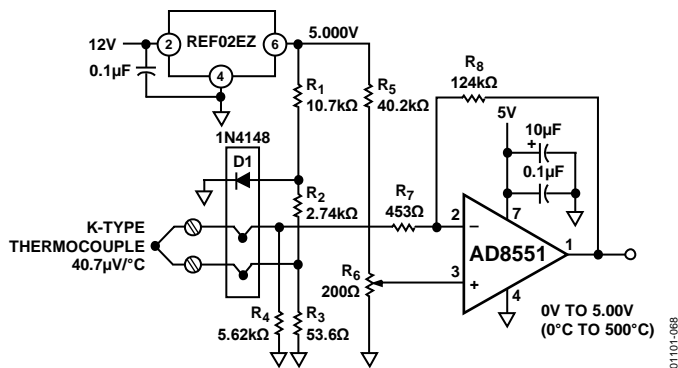 12V
2
REF02EZ
6
4
0.1µF
5.000V
R1
10.7kΩ
R5
40.2kΩ
R8
124kΩ
1N4148
D1
5V
10µF
+
0.1µF
R2
2.74kΩ
R7
453Ω
K-TYPE
THERMOCOUPLE
40.7µV/°C
2
–
7
AD8551
1
3
+
4
R6
200Ω
R4
5.62kΩ
R3
53.6Ω
0V TO 5.00V
(0°C TO 500°C)
01101-068